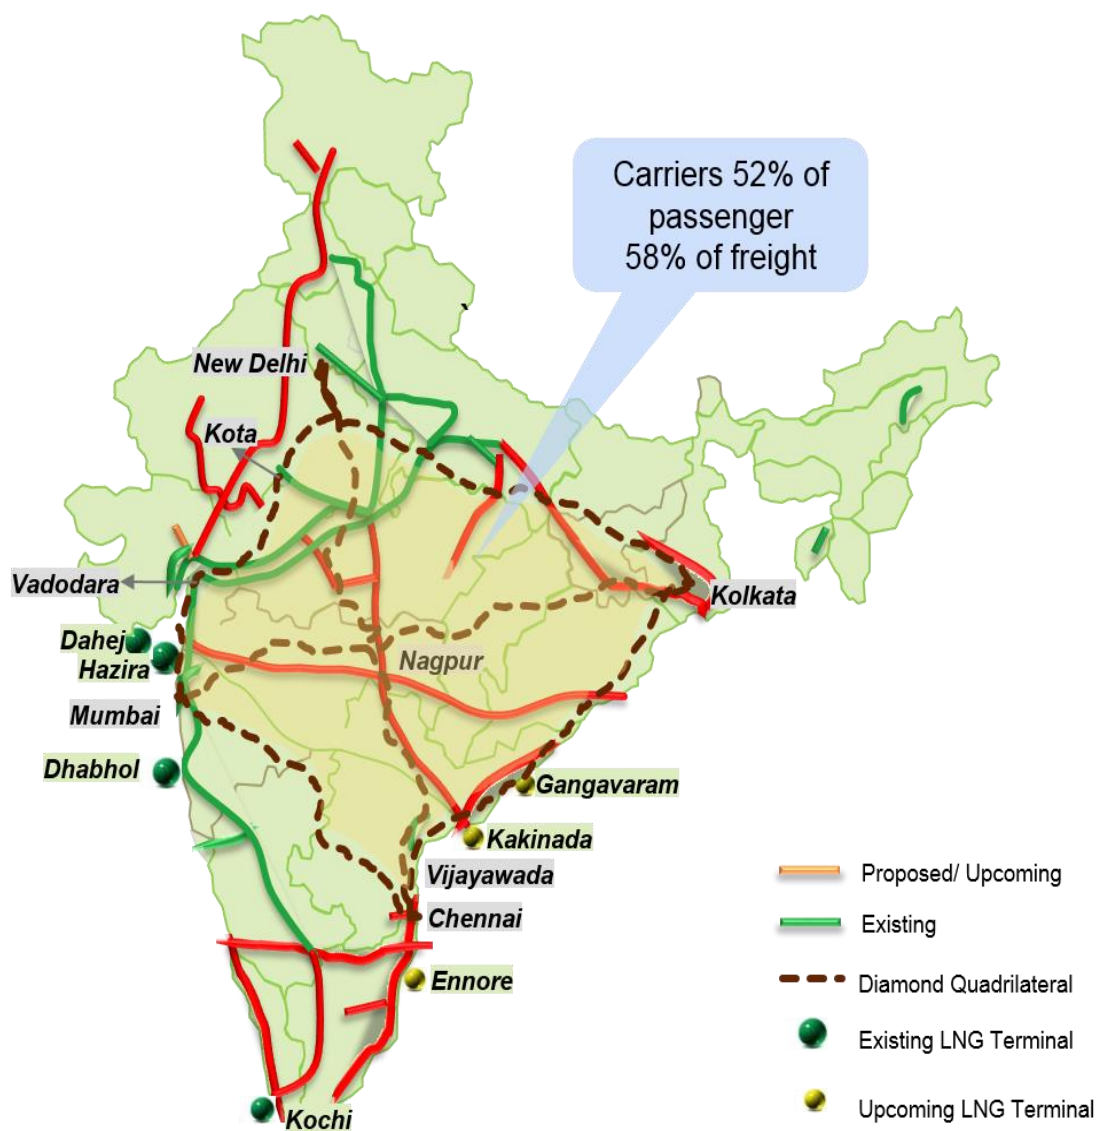 Carriers 52% of
passenger
58% of freight
`
New Delhi
Kota
Vadodara
Kolkata
Dahej
Hazira
Nagpur
Mumbai
Dhabhol
Gangavaram
Kakinada
Vijayawada
Chennai
Ennore
Kochi
Proposed/ Upcoming
Existing
Diamond Quadrilateral
Existing LNG Terminal
Upcoming LNG Terminal